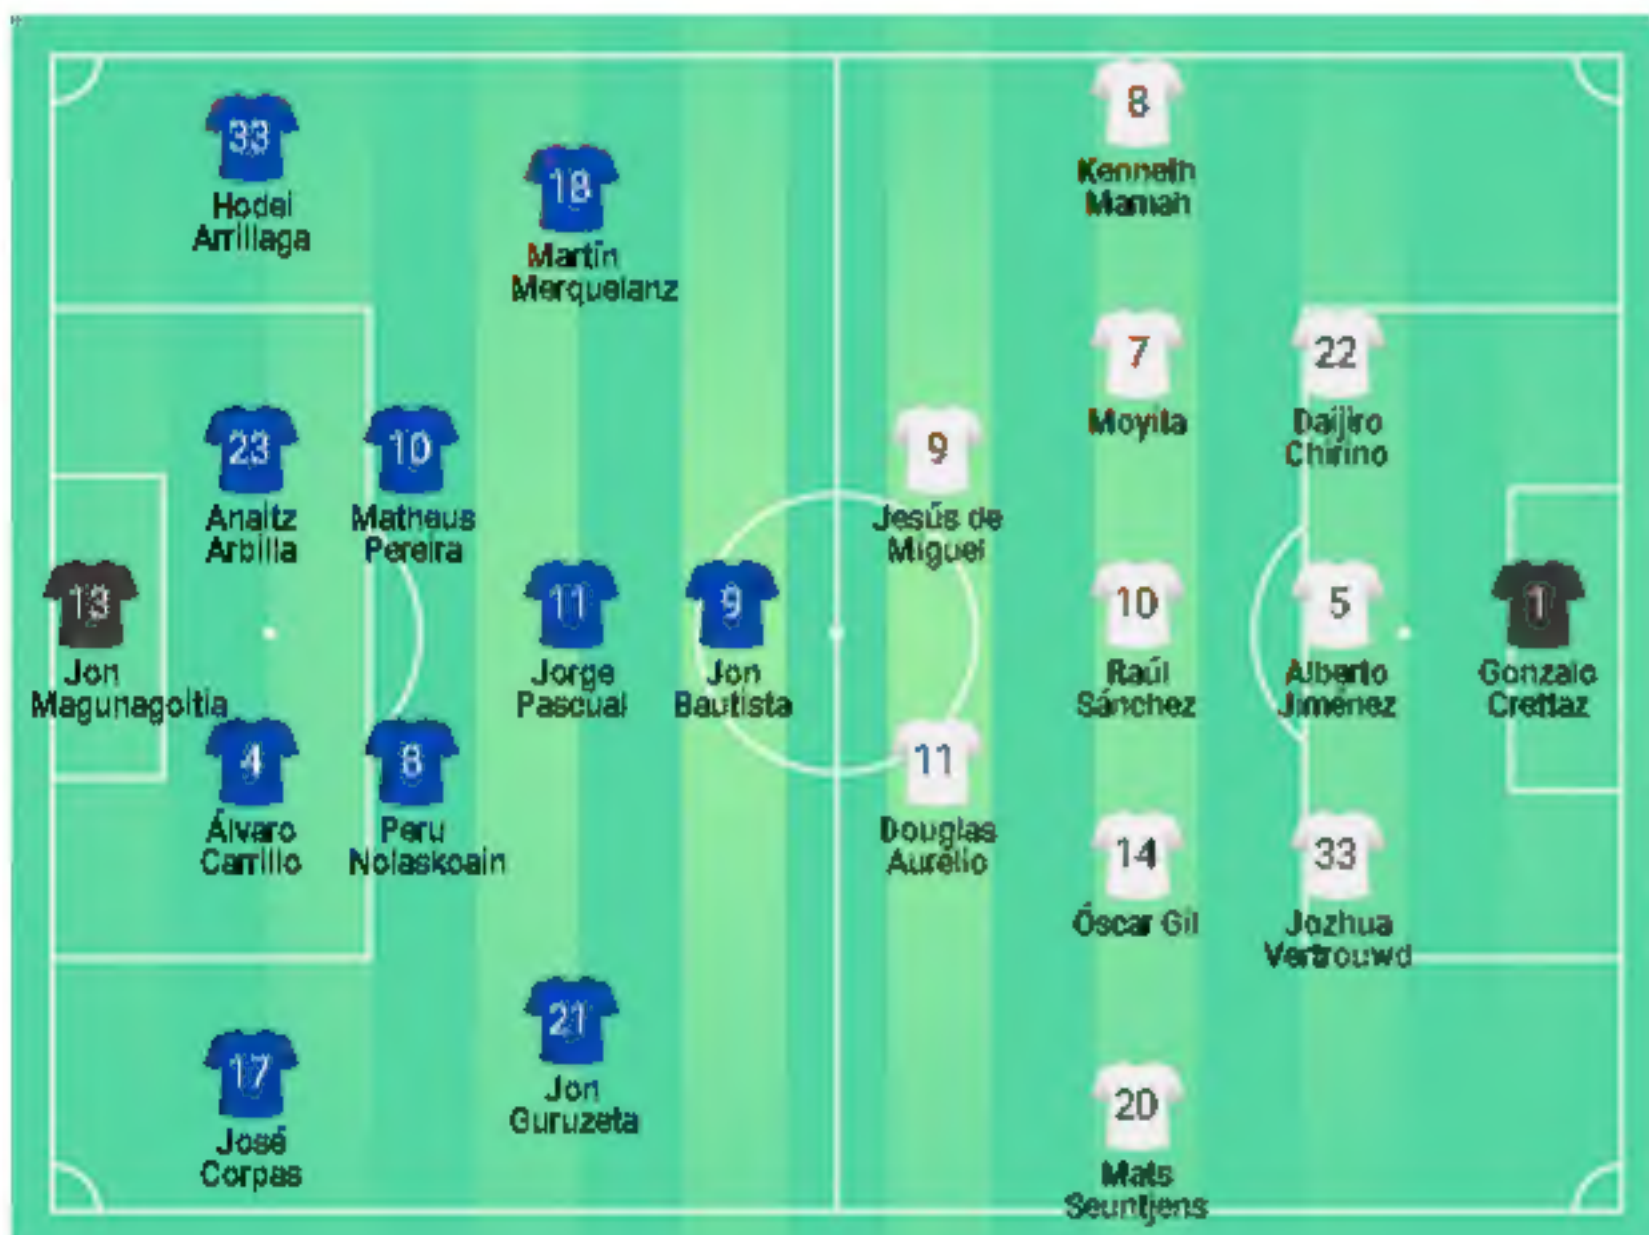 33
Hodei
Arrillaga
23
Anaitz
Arbilla
13
Jon
Magunagoitia
4
Álvaro
Carrillo
17
José
Corpas
10
Matheus
Pereira
8
Peru
Nolaskoain
18
Martín
Merquelanz
11
Jorge
Pascual
21
Jon
Guruzeta
9
Jon
Bautista
9
Jesús de
Miguel
11
Douglas
Aurélio
8
Kenneth
Mamah
7
Moyita
10
Raúl
Sánchez
14
Óscar Gil
20
Mats
Seuntjens
22
Daijiro
Chirino
5
Alberto
Jiménez
33
Jozhua
Vertrouwd
1
Gonzalo
Crettaz